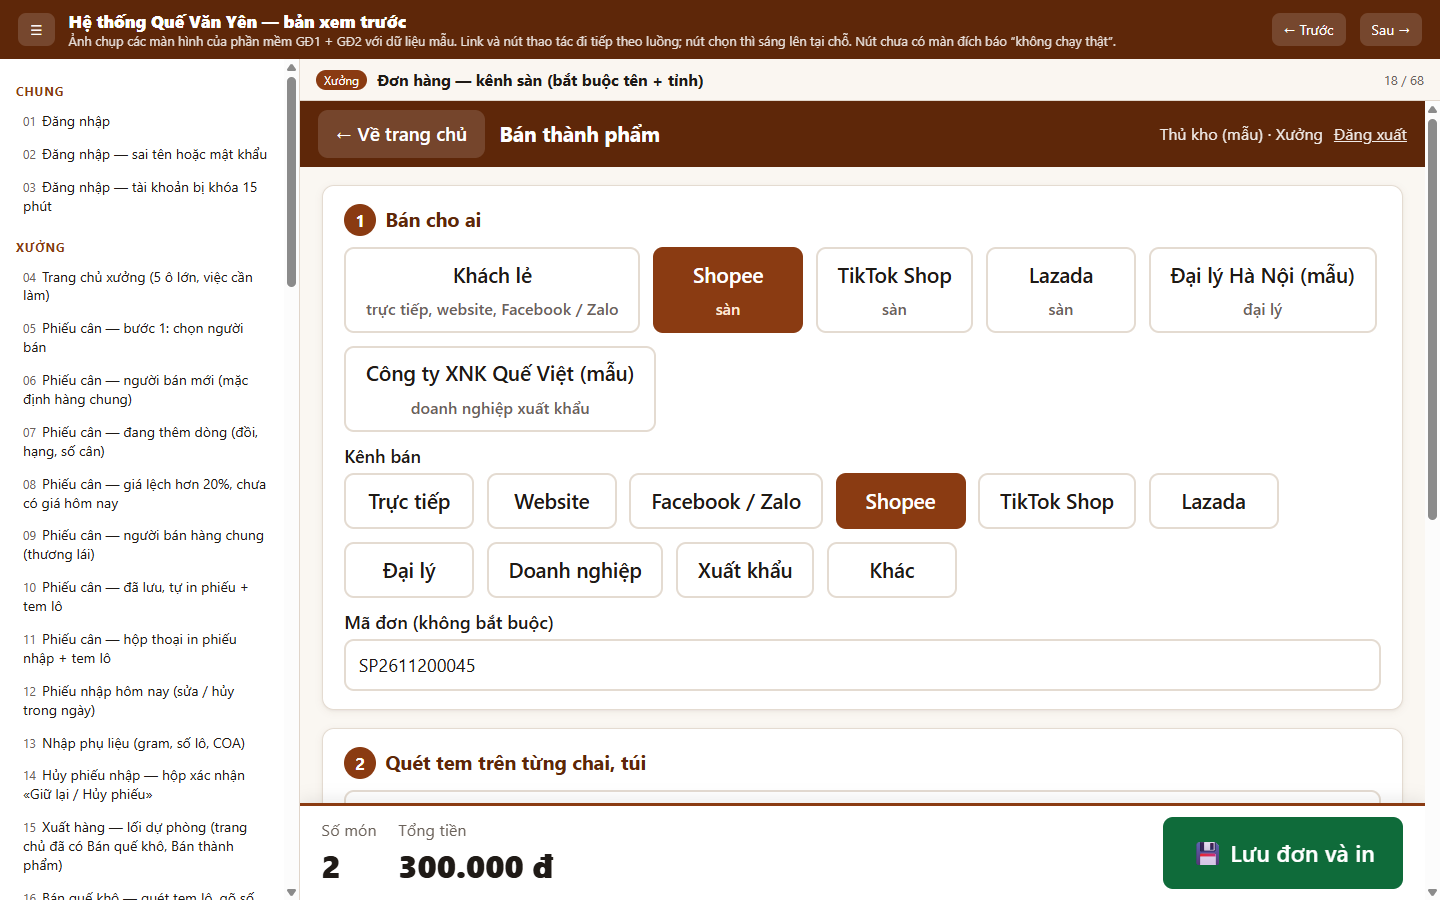 ☰
Hệ thống Quế Văn Yên — bản xem trước
Ảnh chụp các màn hình của phần mềm GĐ1 + GĐ2 với dữ liệu mẫu. Link và nút thao tác đi tiếp theo luồng; nút chọn thì sáng lên tại chỗ. Nút chưa có màn đích báo “không chạy thật”.
← Trước
Sau →
CHUNG
01 Đăng nhập
02 Đăng nhập — sai tên hoặc mật khẩu
03 Đăng nhập — tài khoản bị khóa 15
phút
XƯỞNG
04 Trang chủ xưởng (5 ô lớn, việc cần
làm)
05 Phiếu cân — bước 1: chọn người
bán
06 Phiếu cân — người bán mới (mặc
định hàng chung)
07 Phiếu cân — đang thêm dòng (đồi,
hạng, số cân)
08 Phiếu cân — giá lệch hơn 20%, chưa
có giá hôm nay
09 Phiếu cân — người bán hàng chung
(thương lái)
10 Phiếu cân — đã lưu, tự in phiếu +
tem lô
11 Phiếu cân — hộp thoại in phiếu
nhập + tem lô
12 Phiếu nhập hôm nay (sửa / hủy
trong ngày)
13 Nhập phụ liệu (gram, số lô, COA)
14 Hủy phiếu nhập — hộp xác nhận
«Giữ lại / Hủy phiếu»
15 Xuất hàng — lối dự phòng (trang
chủ đã có Bán quế khô, Bán thành
phẩm)
16 Bán quế khô — quét tem lô, gõ số
Xưởng Đơn hàng — kênh sàn (bắt buộc tên + tỉnh)
18 / 68
← Về trang chủ
Bán thành phẩm
Thủ kho (mẫu) · Xưởng Đăng xuất
1 Bán cho ai
Khách lẻ
trực tiếp, website, Facebook / Zalo
Shopee
sàn
TikTok Shop
sàn
Lazada
sàn
Đại lý Hà Nội (mẫu)
đại lý
Công ty XNK Quế Việt (mẫu)
doanh nghiệp xuất khẩu
Kênh bán
Trực tiếp
Website
Facebook / Zalo
Shopee
TikTok Shop
Lazada
Đại lý
Doanh nghiệp
Xuất khẩu
Khác
Mã đơn (không bắt buộc)
SP2611200045
2 Quét tem trên từng chai, túi
Số món
2
Tổng tiền
300.000 đ
💾 Lưu đơn và in